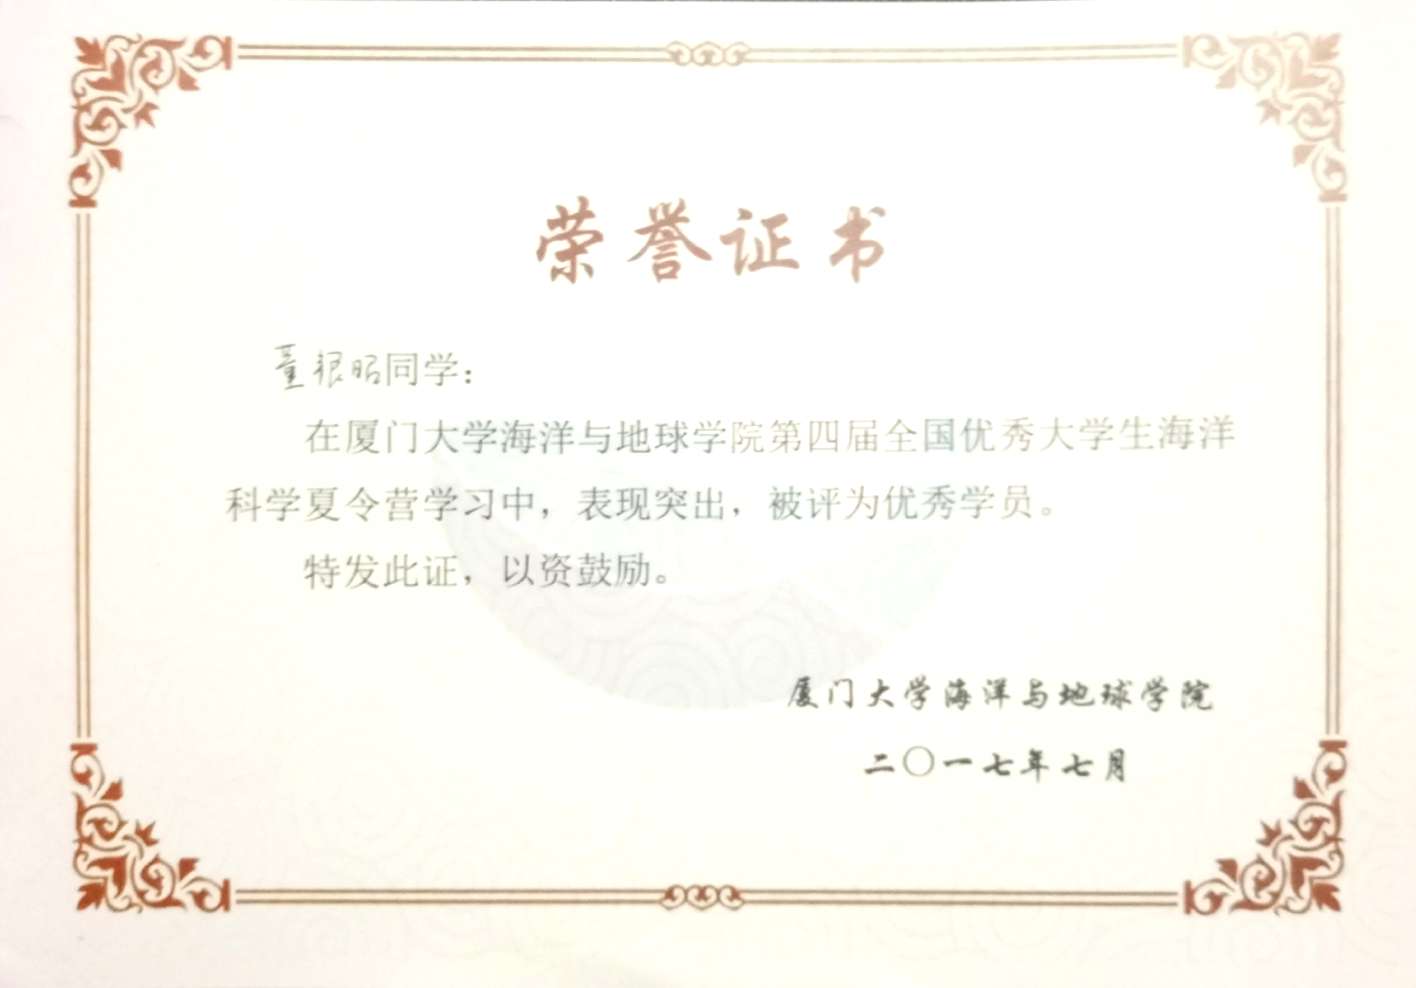 荣誉证书
董银昭同学：
在厦门大学海洋与地球学院第四届全国优秀大学生海洋
科学夏令营学习中，表现突出，被评为优秀学员。
特发此证，以资鼓励。
厦门大学海洋与地球学院
二〇一七年七月